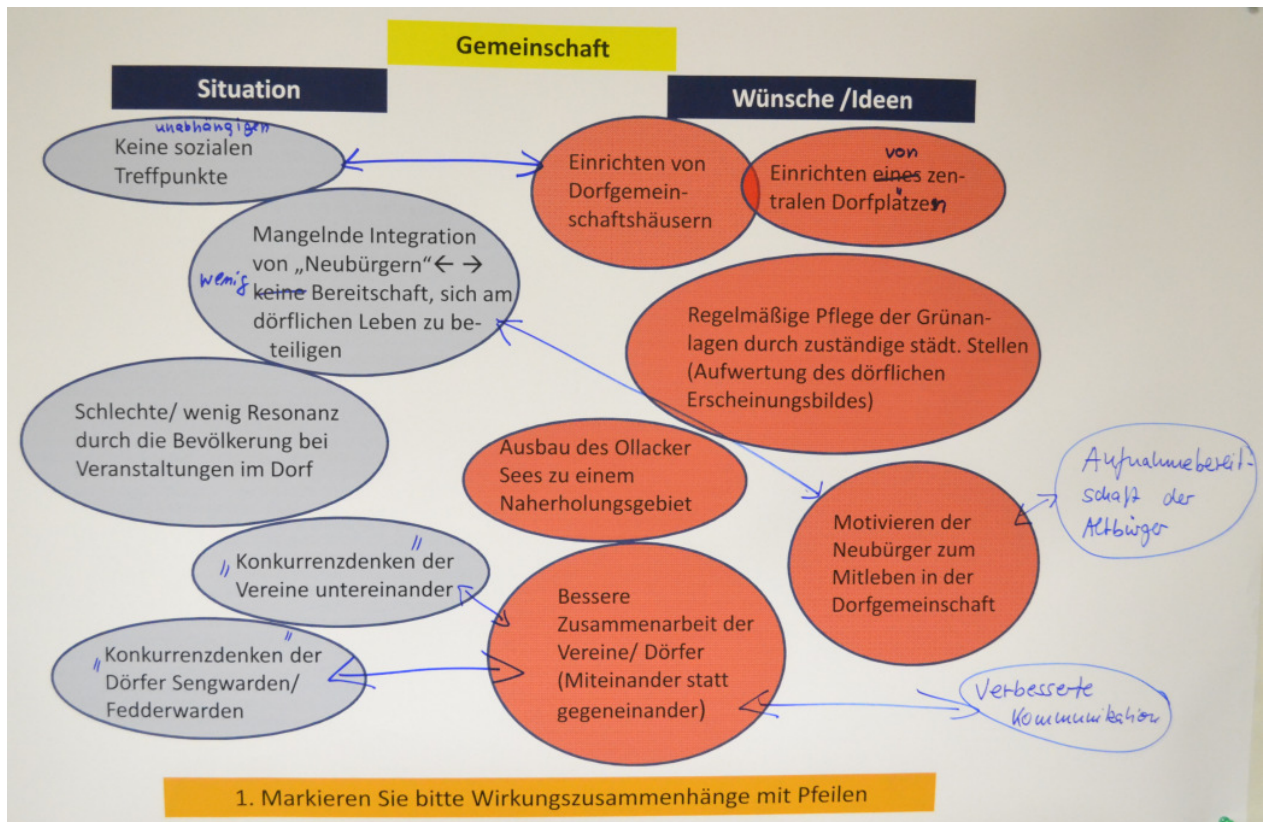 Gemeinschaft
Situation
Wünsche /Ideen
unabhängigen
Keine sozialen
Treffpunkte
Mangelnde Integration
von „Neubürgern“← →
wenig keine Bereitschaft, sich am
dörflichen Leben zu be-
teiligen
Schlechte/ wenig Resonanz
durch die Bevölkerung bei
Veranstaltungen im Dorf
"Konkurrenzdenken" der
Vereine untereinander
"Konkurrenzdenken" der
Dörfer Sengwarden/
Fedderwarden
Einrichten von
Dorfgemein-
schaftshäusern
von
Einrichten eines zen-
tralen Dorfplätzen
Regelmäßige Pflege der Grünan-
lagen durch zuständige städt. Stellen
(Aufwertung des dörflichen
Erscheinungsbildes)
Ausbau des Ollacker
Sees zu einem
Naherholungsgebiet
Motivieren der
Neubürger zum
Mitleben in der
Dorfgemeinschaft
Aufnahmebereit-
schaft der
Altbürger
Bessere
Zusammenarbeit der
Vereine/ Dörfer
(Miteinander statt
gegeneinander)
Verbesserte
Kommunikation
1. Markieren Sie bitte Wirkungszusammenhänge mit Pfeilen